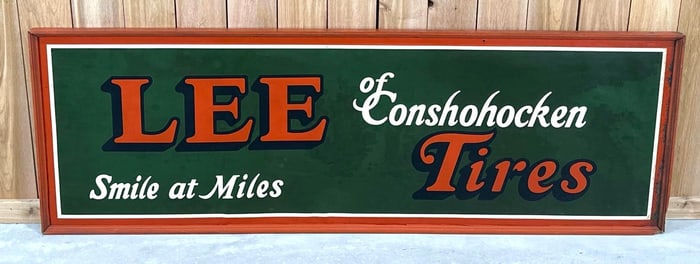 LEE of Conshohocken
Tires
Smile at Miles